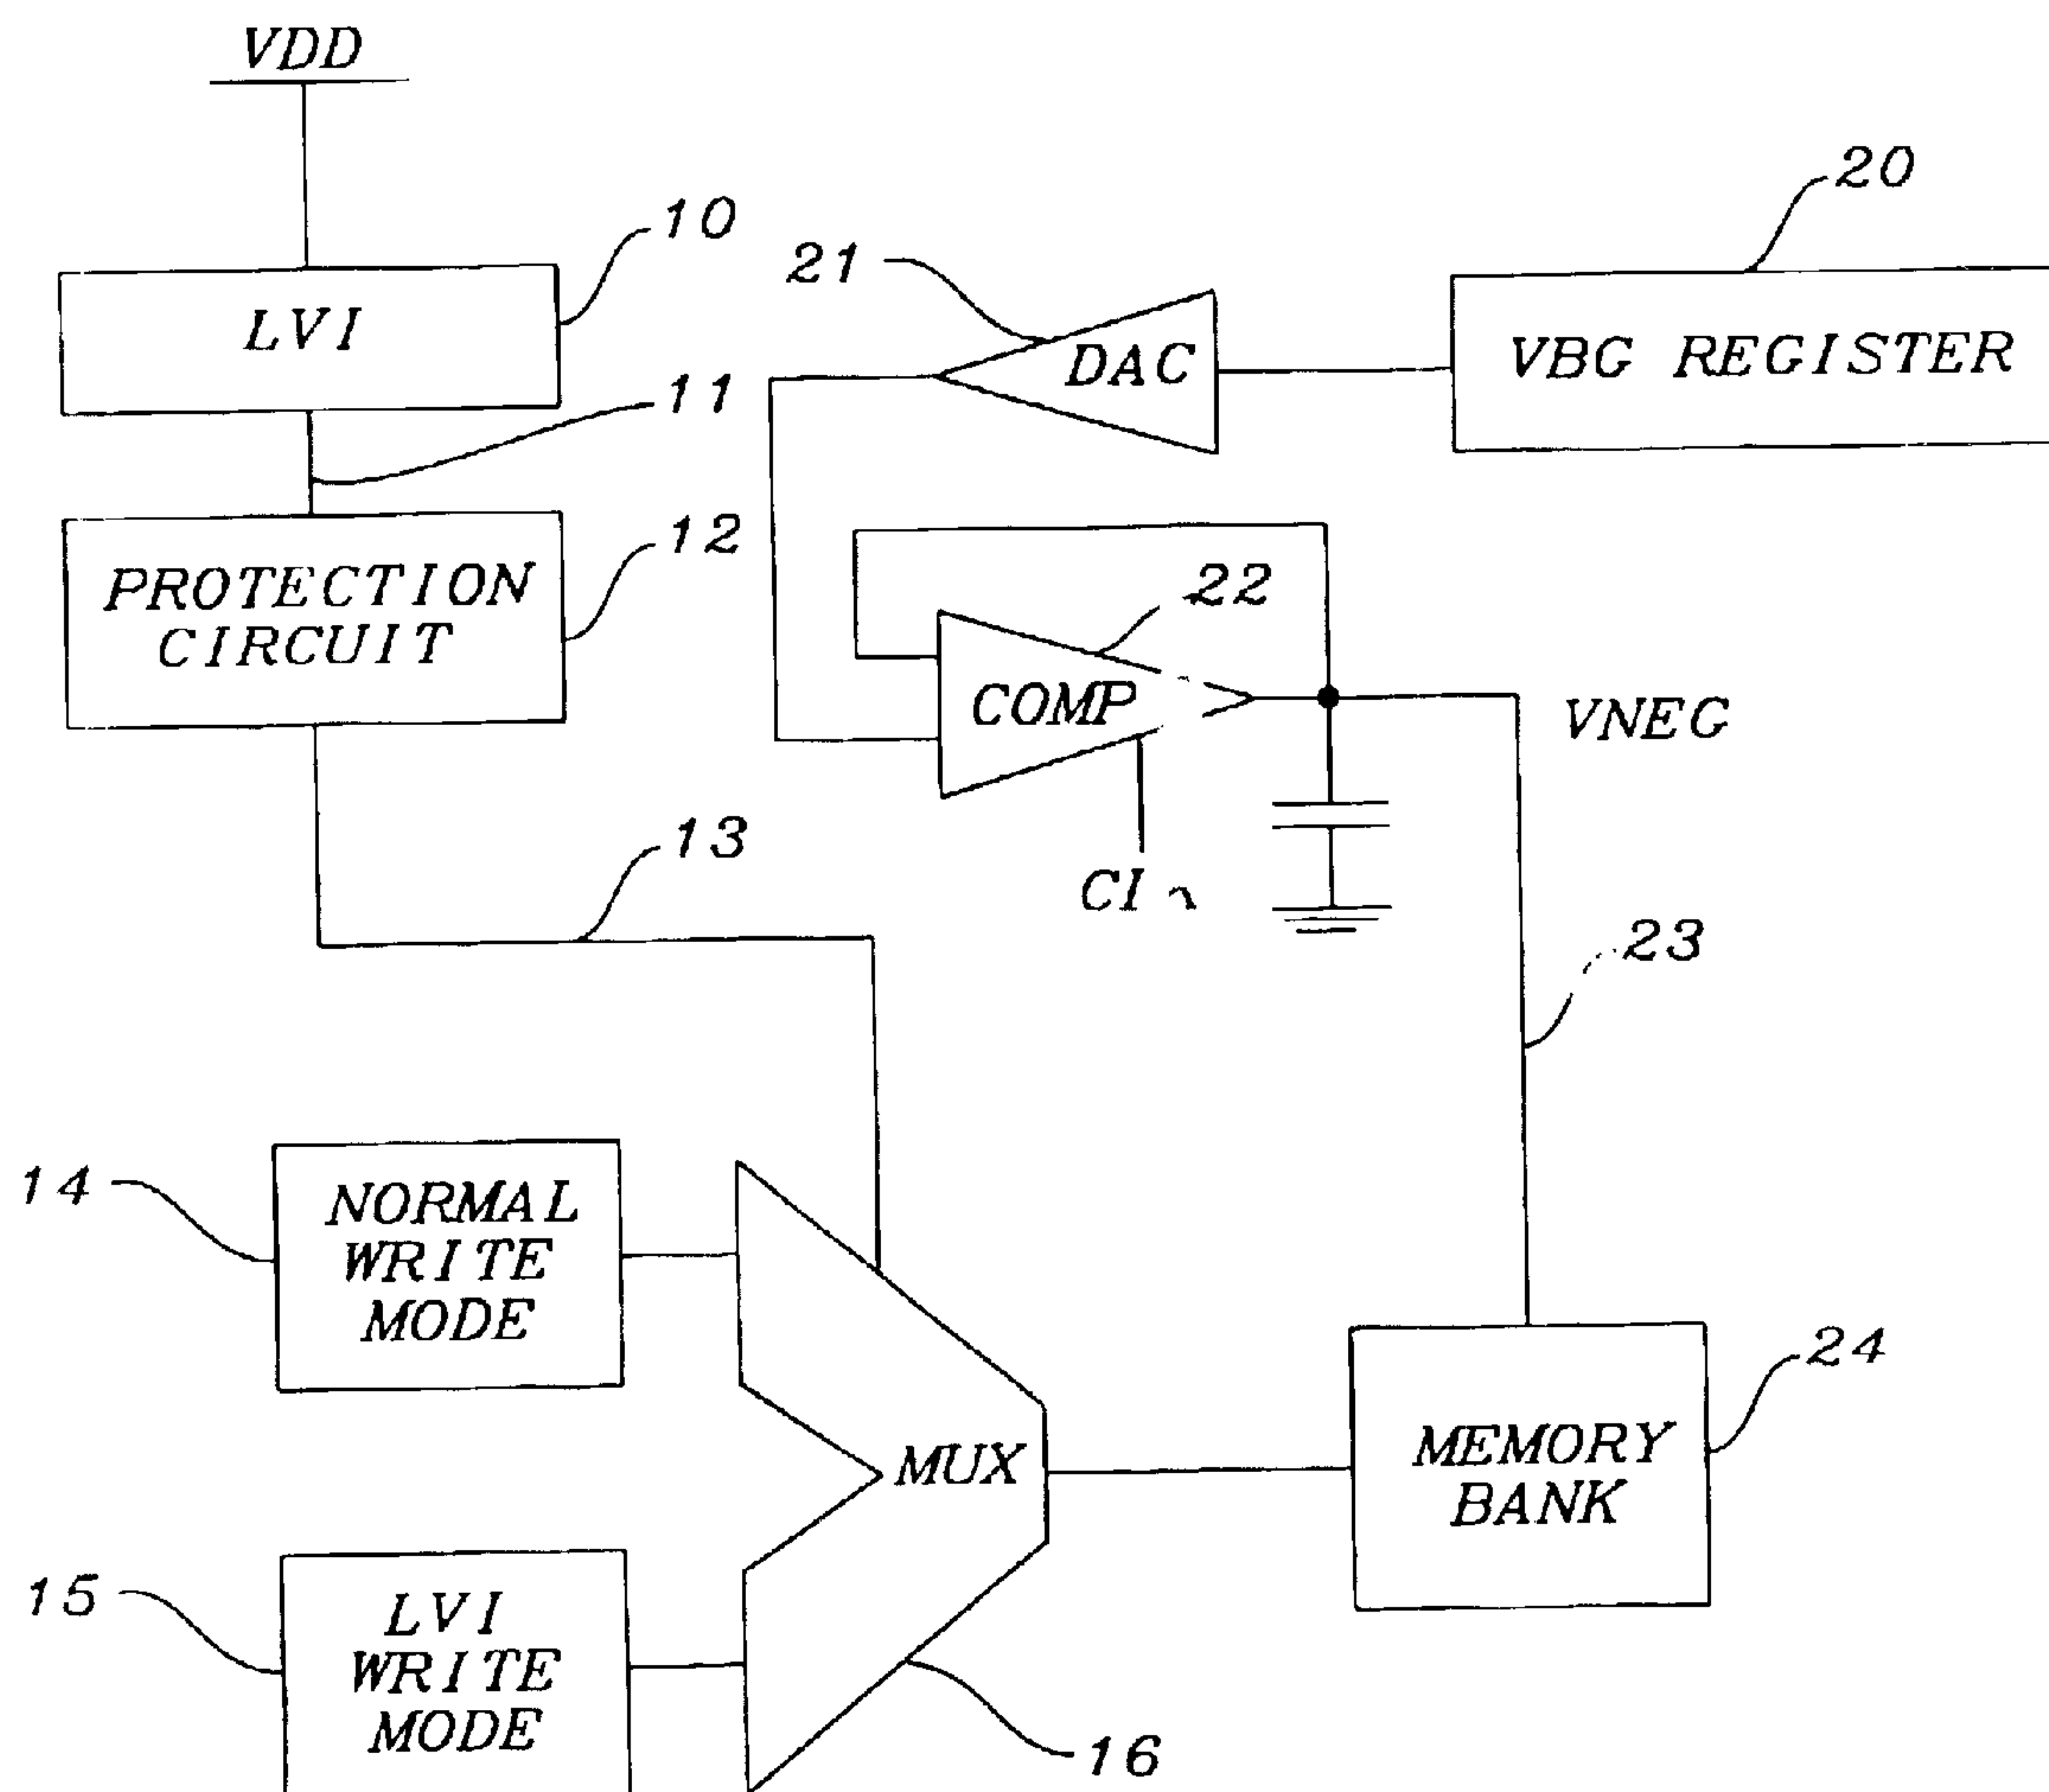 VDD
10
20
21
LVI
DAC
VBG REGISTER
11
12
PROTECTION
CIRCUIT
22
COMP
VNEG
13
23
14
NORMAL
WRITE
MODE
24
MUX
MEMORY
BANK
15
LVI
WRITE
MODE
16